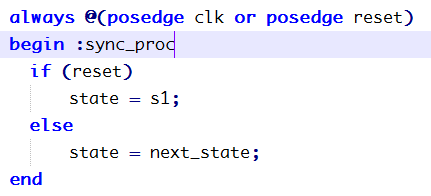 always @(posedge clk or posedge reset)
begin :sync_proc
if (reset)
state = s1;
else
state = next_state;
end